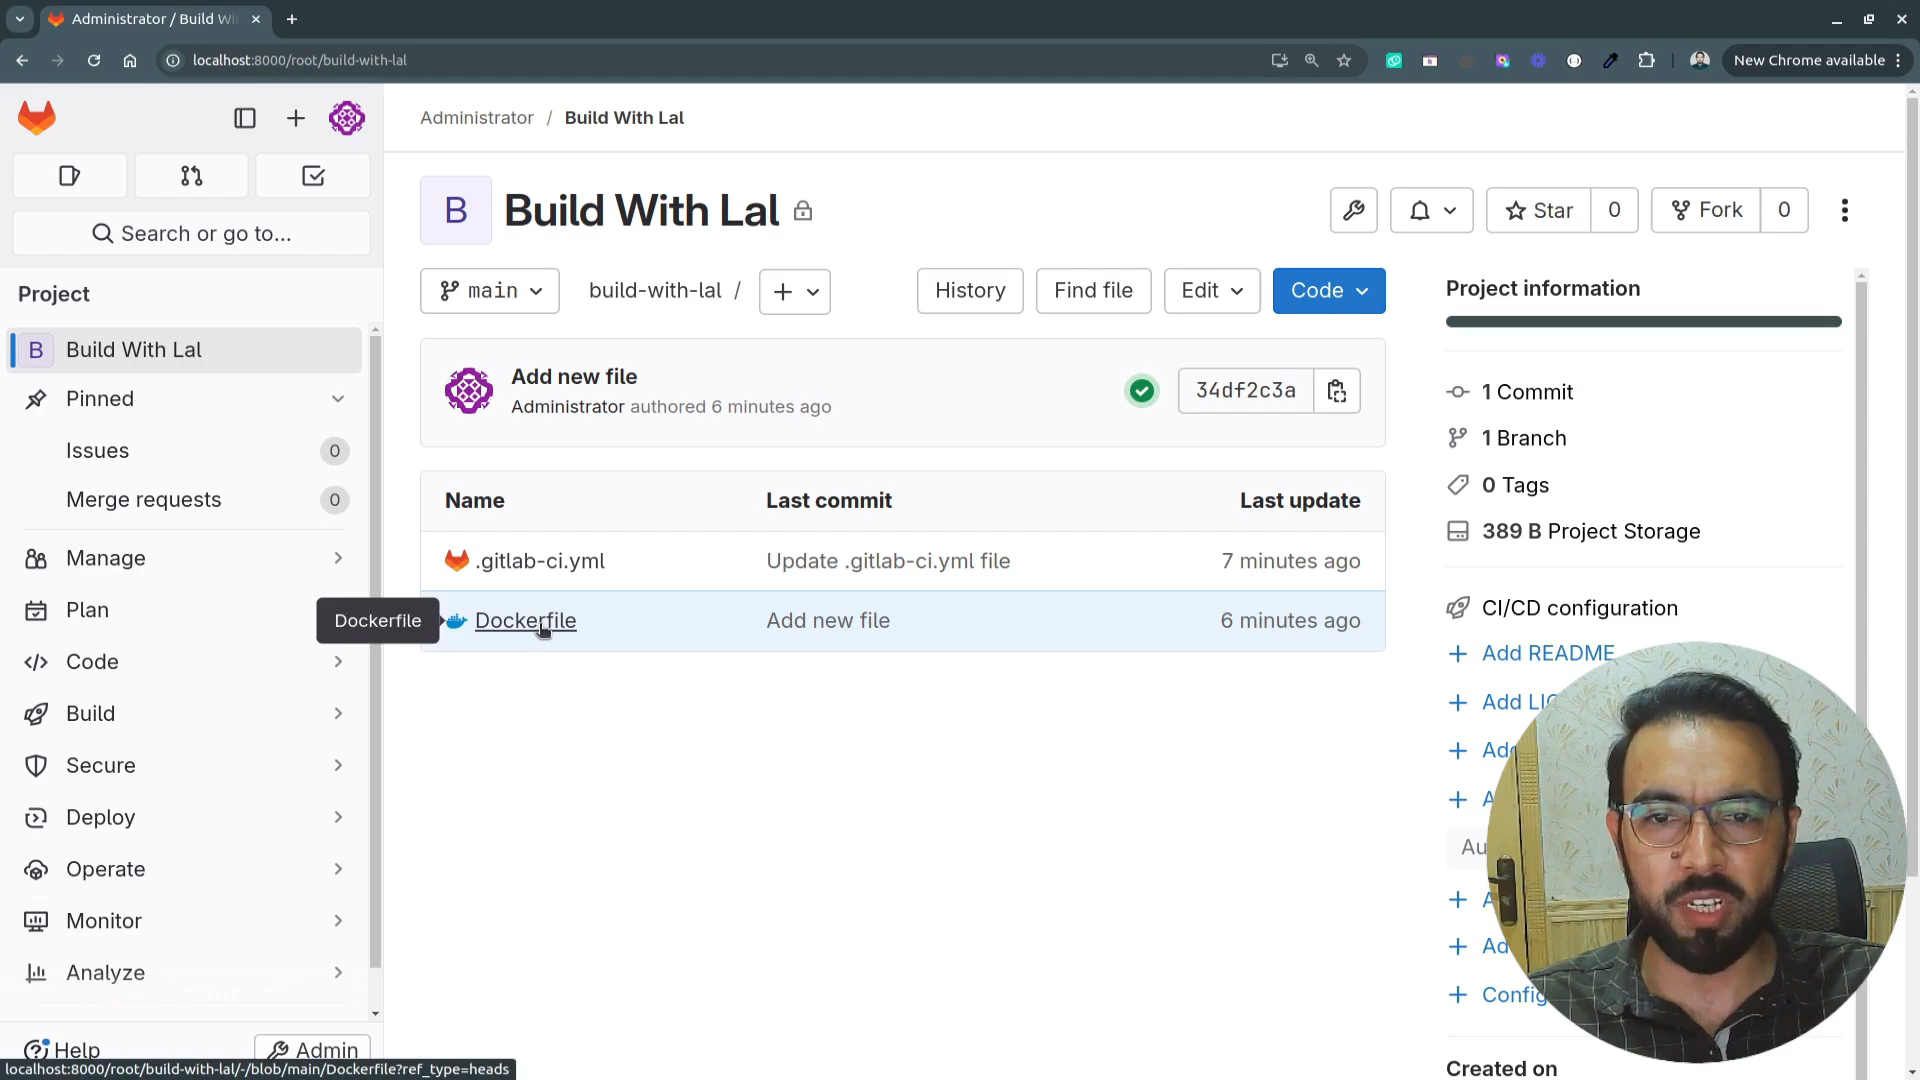 Administrator / Build Wi
New Chrome available
localhost:8000/root/build-with-lal
Administrator / Build With Lal
Search or go to...
B
Build With Lal
Star
0
Fork
0
Project
main
build-with-lal /
History
Find file
Edit
Code
Project information
B
Build With Lal
Pinned
Issues
0
Merge requests
0
Manage
Plan
Code
Build
Secure
Deploy
Operate
Monitor
Analyze
Help
Admin
Add new file
Administrator authored 6 minutes ago
34df2c3a
Name
Last commit
Last update
.gitlab-ci.yml
Update .gitlab-ci.yml file
7 minutes ago
Dockerfile
Dockerfile
Add new file
6 minutes ago
1 Commit
1 Branch
0 Tags
389 B Project Storage
CI/CD configuration
Add README
Add LIC
Add
A
Au
A
Ad
Config
Created on
localhost:8000/root/build-with-lal/-/blob/main/Dockerfile?ref_type=heads